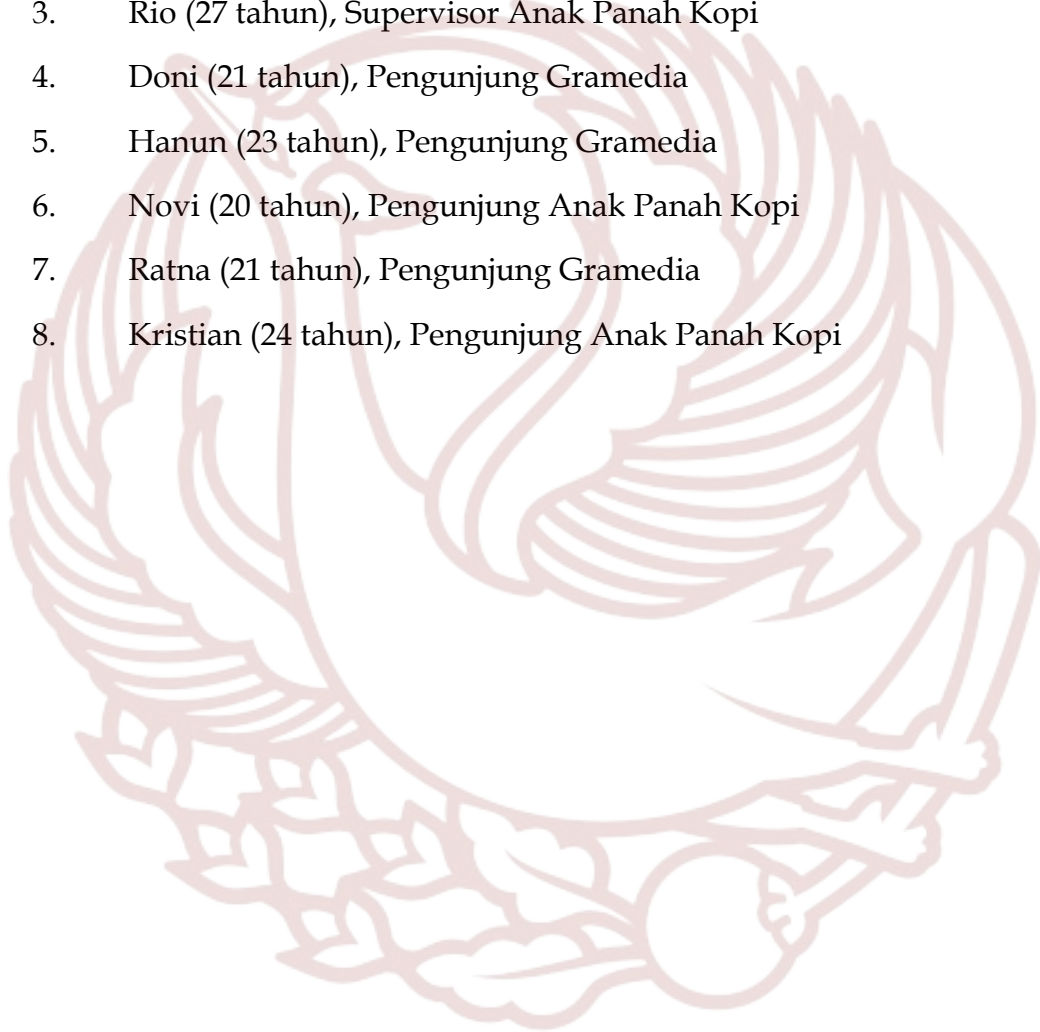 3. Rio (27 tahun), Supervisor Anak Panah Kopi
4. Doni (21 tahun), Pengunjung Gramedia
5. Hanun (23 tahun), Pengunjung Gramedia
6. Novi (20 tahun), Pengunjung Anak Panah Kopi
7. Ratna (21 tahun), Pengunjung Gramedia
8. Kristian (24 tahun), Pengunjung Anak Panah Kopi